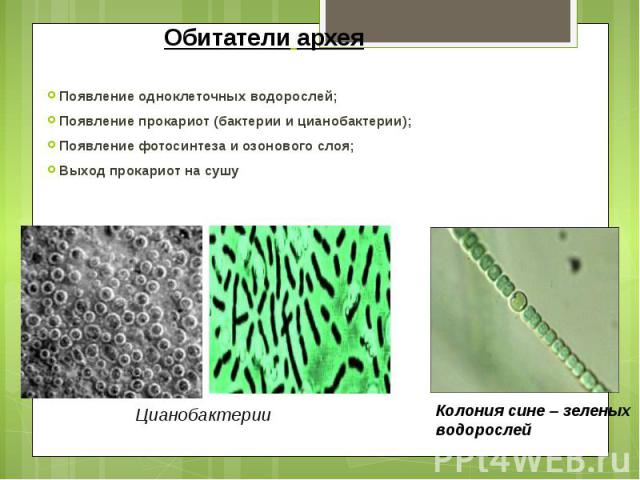 Обитатели архея
Появление одноклеточных водорослей;
Появление прокариот (бактерии и цианобактерии);
Появление фотосинтеза и озонового слоя;
Выход прокариот на сушу
Цианобактерии
Колония сине – зеленых
водорослей
PPt4WEB.ru